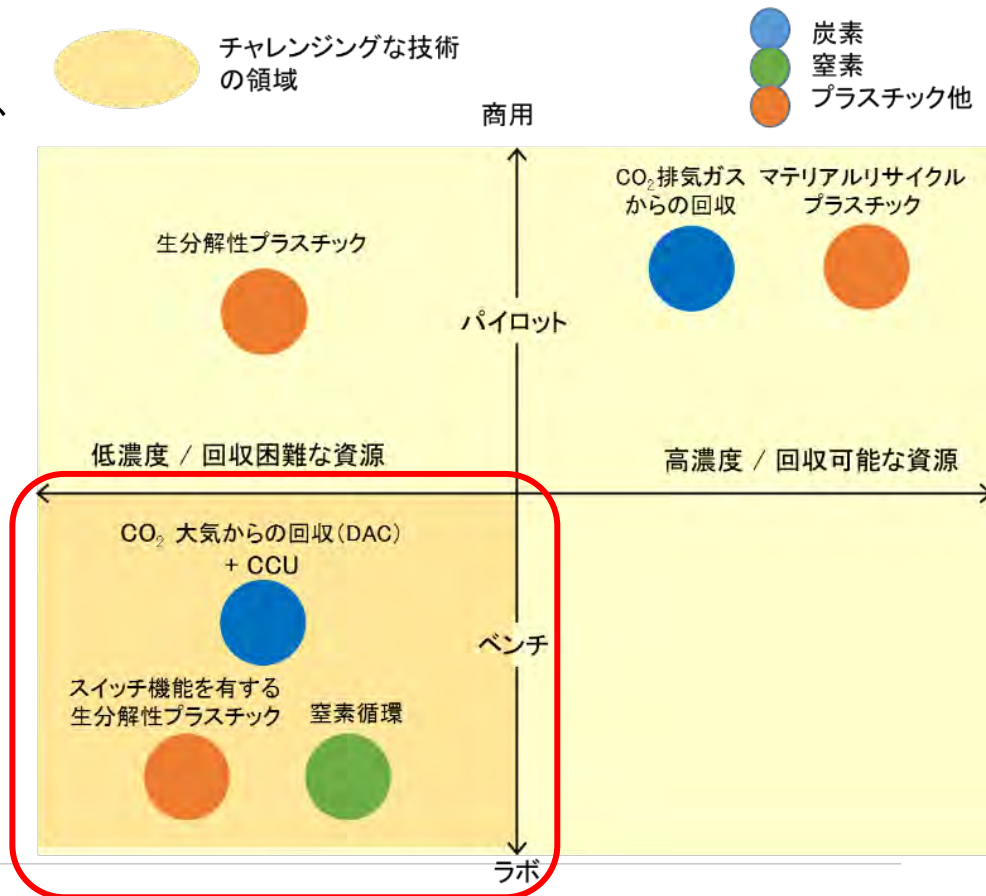 チャレンジングな技術
の領域
炭素
窒素
プラスチック他
、
商用
CO₂排気ガス
からの回収
マテリアルリサイクル
プラスチック
生分解性プラスチック
パイロット
低濃度 / 回収困難な資源
高濃度 / 回収可能な資源
CO₂ 大気からの回収(DAC)
+ CCU
ベンチ
スイッチ機能を有する
生分解性プラスチック
窒素循環
ラボ